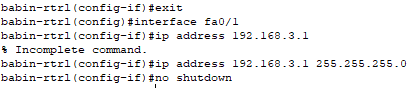 babin-rtrl(config-if)#exit
babin-rtrl(config)#interface fa0/1
babin-rtrl(config-if)#ip address 192.168.3.1
% Incomplete command.
babin-rtrl(config-if)#ip address 192.168.3.1 255.255.255.0
babin-rtrl(config-if)#no shutdown